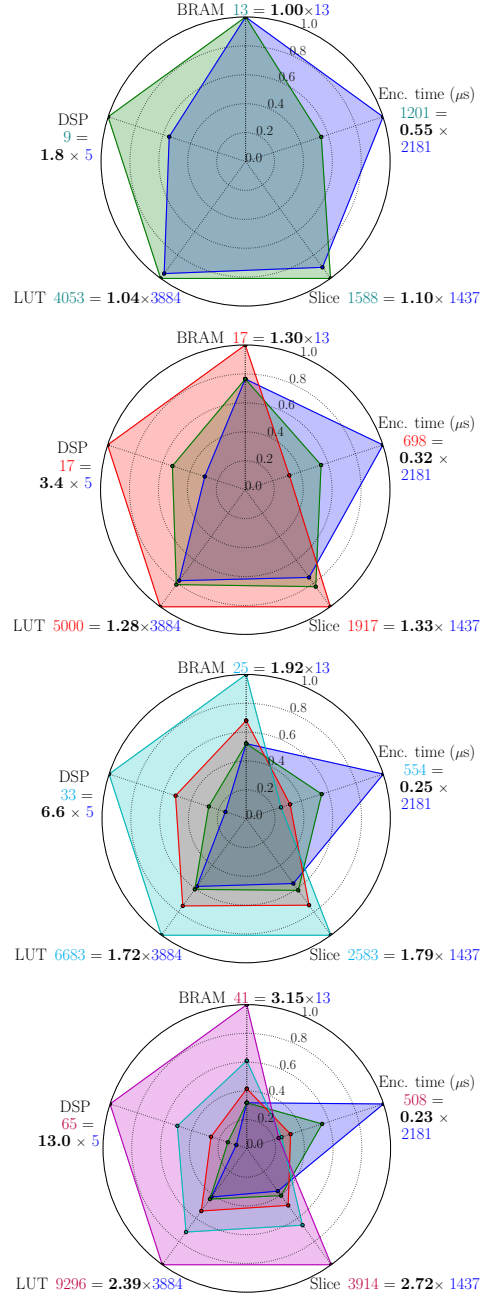 BRAM 13 = 1.00×13
1.0
0.8
0.6
0.4
0.2
0.0
Enc. time (μs)
1201 =
0.55 ×
2181
DSP
9 =
1.8 × 5
LUT 4053 = 1.04×3884
Slice 1588 = 1.10× 1437
BRAM 17 = 1.30×13
1.0
0.8
0.6
0.4
0.2
0.0
Enc. time (μs)
698 =
0.32 ×
2181
DSP
17 =
3.4 × 5
LUT 5000 = 1.28×3884
Slice 1917 = 1.33× 1437
BRAM 25 = 1.92×13
1.0
0.8
0.6
0.4
0.2
0.0
Enc. time (μs)
554 =
0.25 ×
2181
DSP
33 =
6.6 × 5
LUT 6683 = 1.72×3884
Slice 2583 = 1.79× 1437
BRAM 41 = 3.15×13
1.0
0.8
0.6
0.4
0.2
0.0
Enc. time (μs)
508 =
0.23 ×
2181
DSP
65 =
13.0 × 5
LUT 9296 = 2.39×3884
Slice 3914 = 2.72× 1437